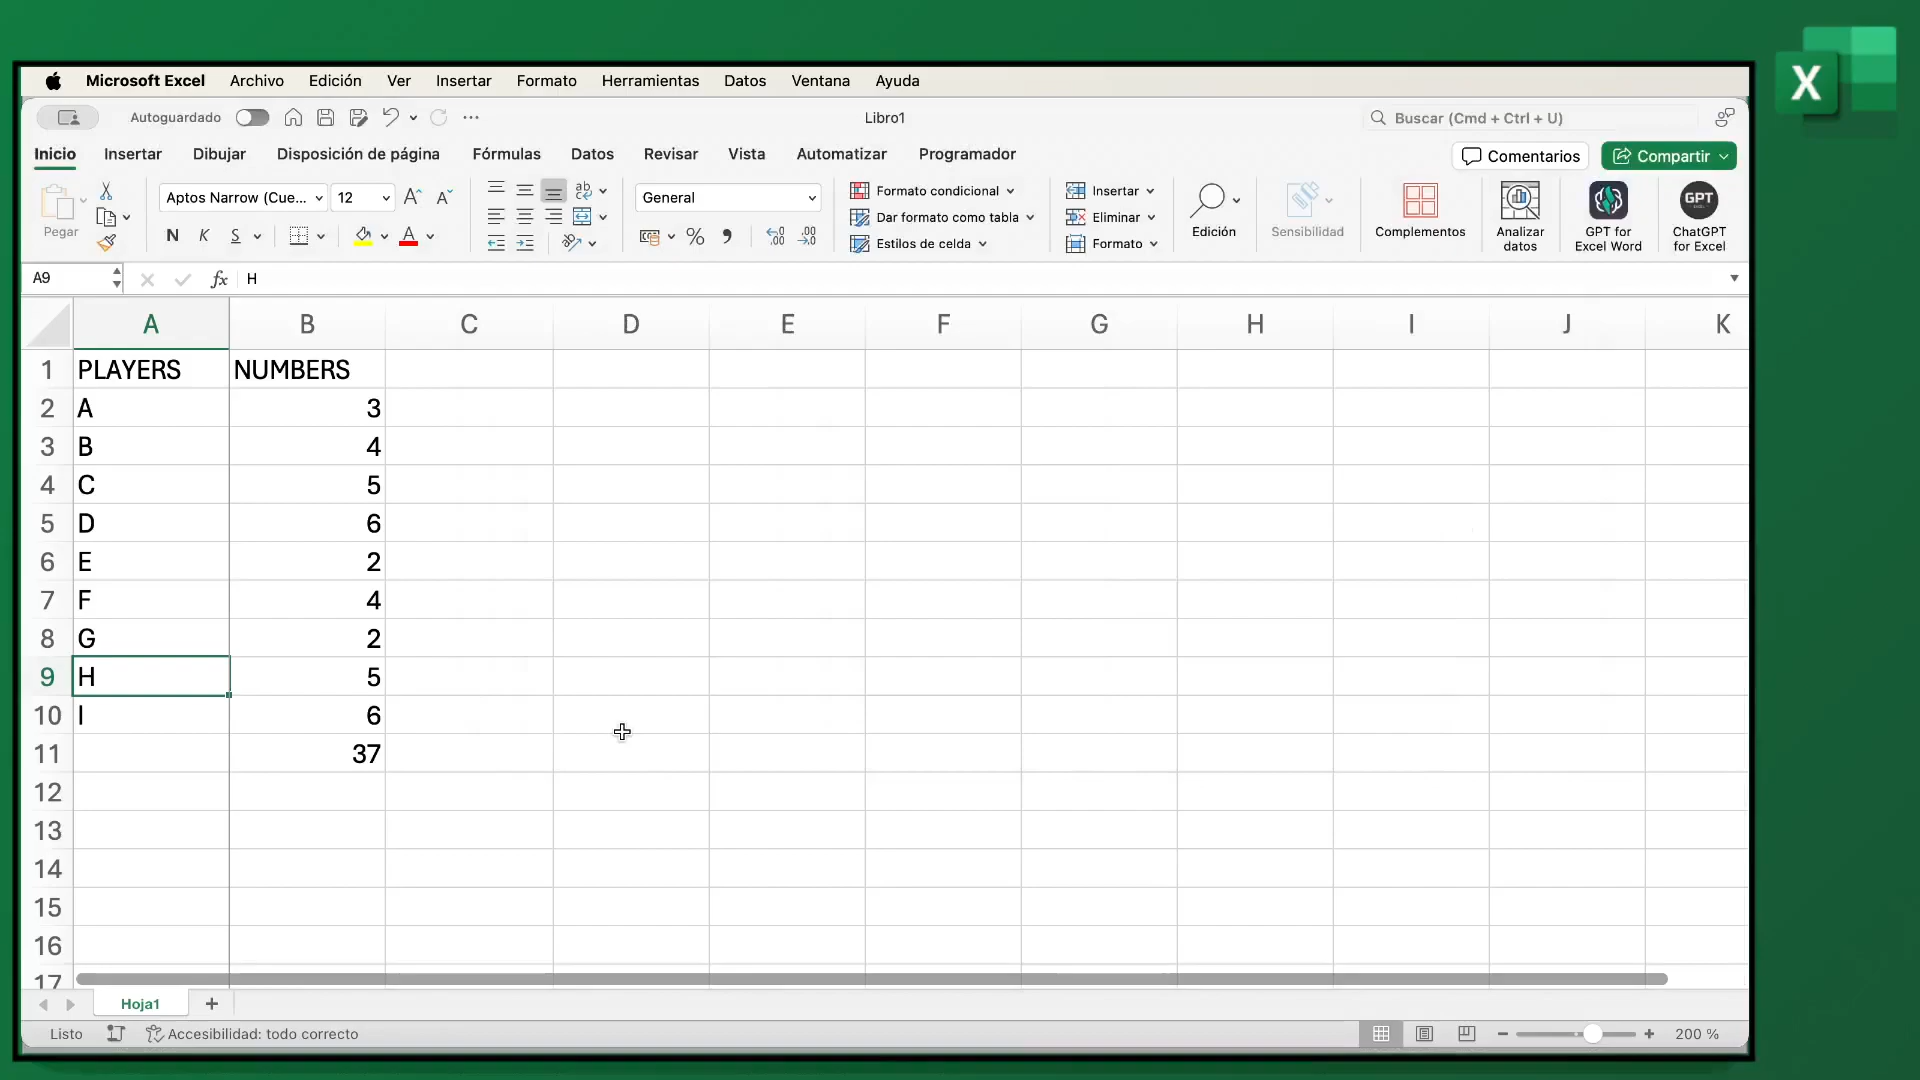 Microsoft Excel Archivo Edición Ver Insertar Formato Herramientas Datos Ventana Ayuda
Autoguardado Libro1 Buscar (Cmd + Ctrl + U)
Inicio Insertar Dibujar Disposición de página Fórmulas Datos Revisar Vista Automatizar Programador Comentarios Compartir
Pegar
Aptos Narrow (Cue... 12
N K S A
ab
General
% ,
Formato condicional
Dar formato como tabla
Estilos de celda
Insertar
Eliminar
Formato
Edición
Sensibilidad
Complementos
Analizar
datos
GPT for
Excel Word
GPT
ChatGPT
for Excel
X
A9 fx H
A B C D E F G H I J K
1 PLAYERS NUMBERS
2 A 3
3 B 4
4 C 5
5 D 6
6 E 2
7 F 4
8 G 2
9 H 5
10 I 6
11 37
12
13
14
15
16
17
Hoja1 +
Listo Accesibilidad: todo correcto 200 %